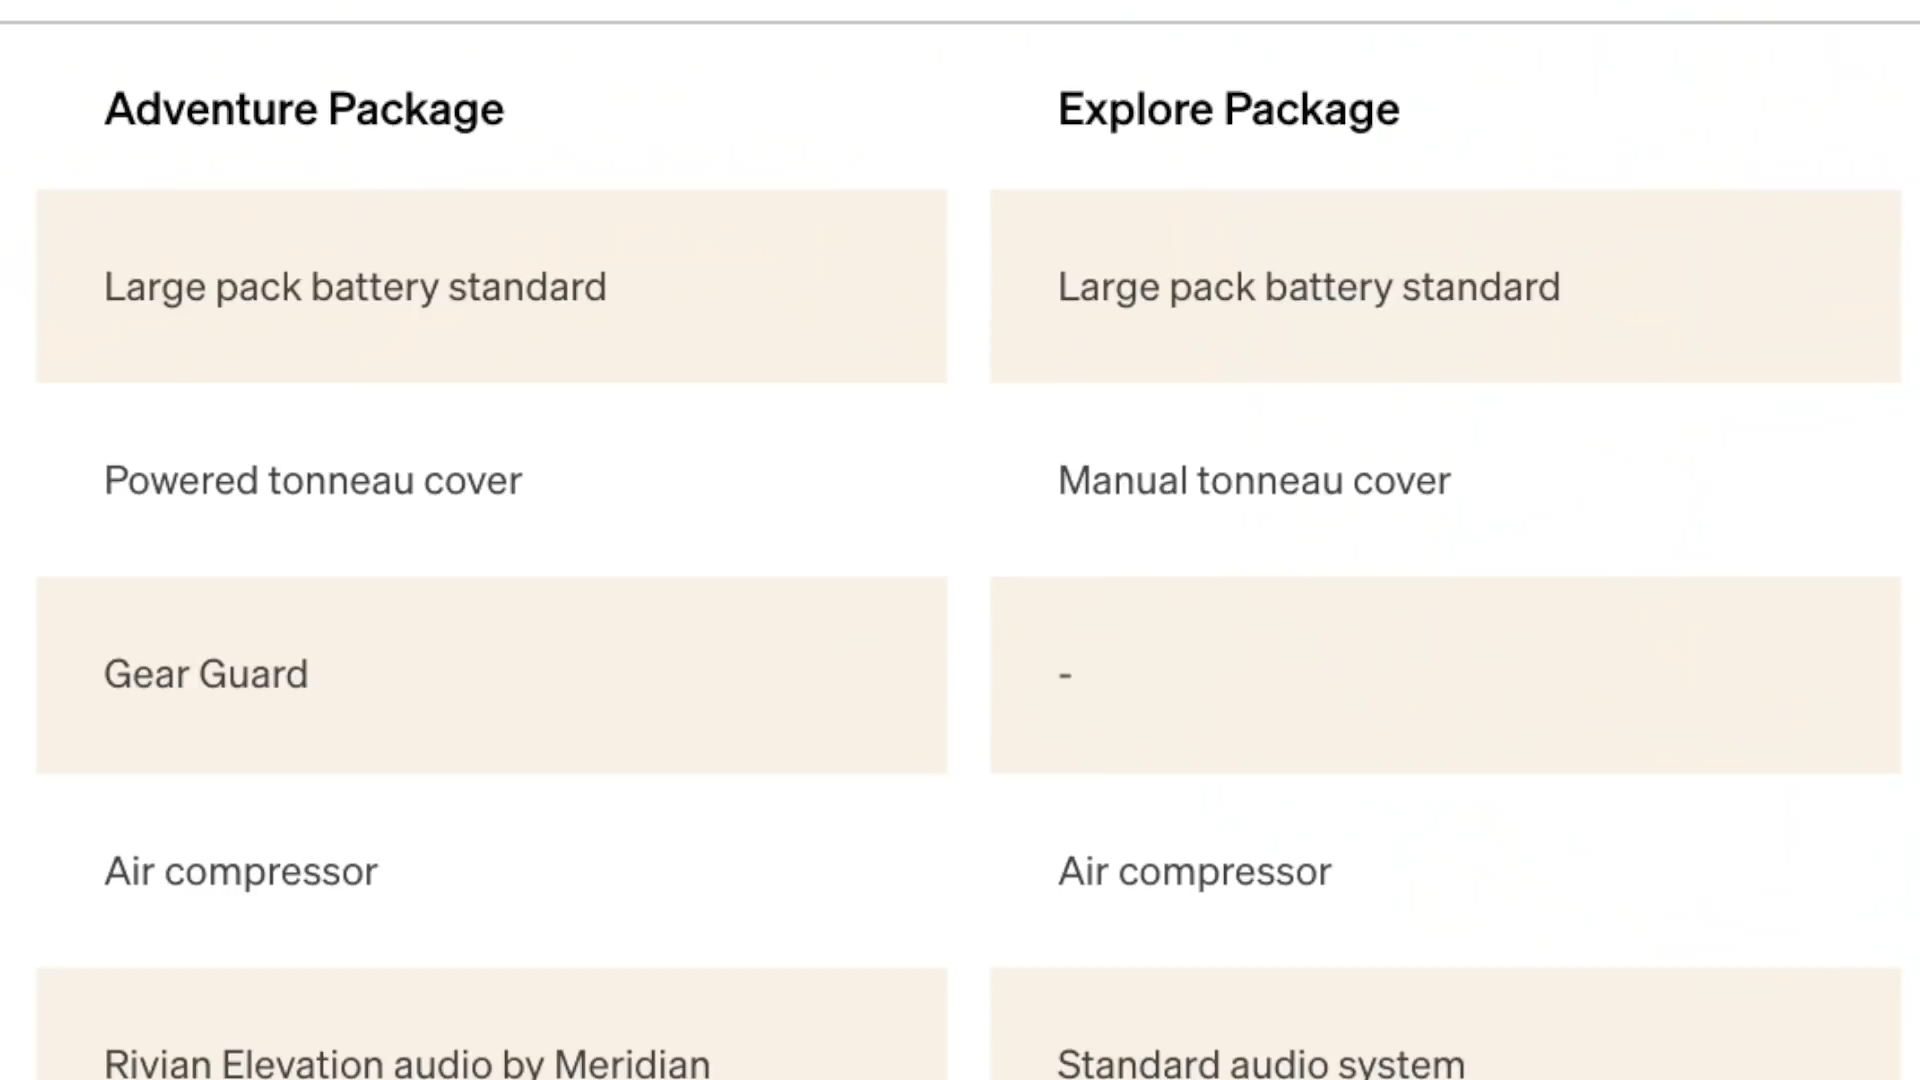 Adventure Package
Explore Package
Large pack battery standard
Large pack battery standard
Powered tonneau cover
Manual tonneau cover
Gear Guard
-
Air compressor
Air compressor
Rivian Elevation audio by Meridian
Standard audio system